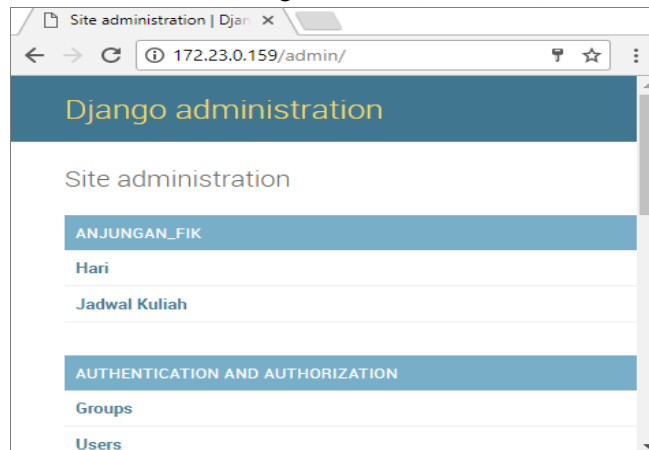 Site administration | Djan
172.23.0.159/admin/
Django administration
Site administration
ANJUNGAN_FIK
Hari
Jadwal Kuliah
AUTHENTICATION AND AUTHORIZATION
Groups
Users